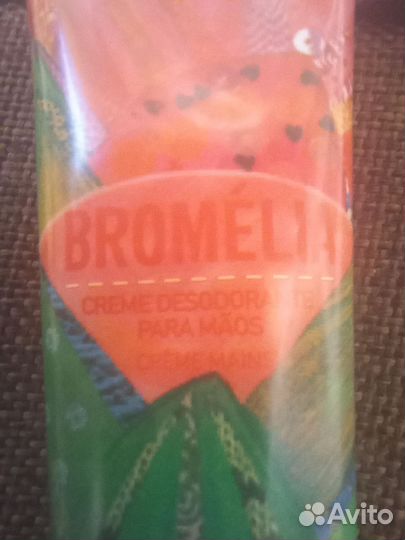 BROMÉLIA
CREME DESODORANTE
PARA MÃOS
CRÈME MAINS
Avito